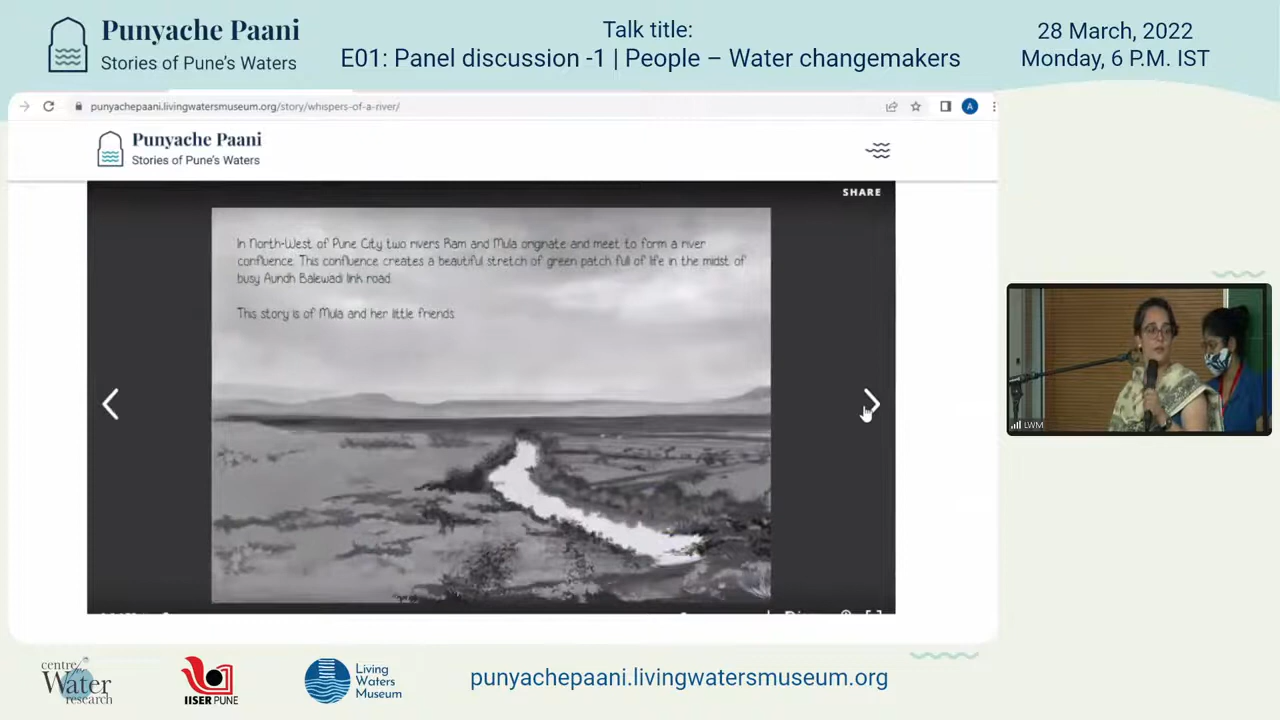 Punyache Paani
Stories of Pune's Waters
Talk title:
E01: Panel discussion -1 | People – Water changemakers
28 March, 2022
Monday, 6 P.M. IST
punyachepaani.livingwatersmuseum.org/story/whispers-of-a-river/
A
Punyache Paani
Stories of Pune's Waters
SHARE
In North-West of Pune City two rivers Ram and Mula originate and meet to form a river
confluence. This confluence creates a beautiful stretch of green patch full of life in the midst of
busy Aundh Balewadi link road.
This story is of Mula and her little friends
LWM
centre for
Water
research
IISER PUNE
Living
Waters
Museum
punyachepaani.livingwatersmuseum.org